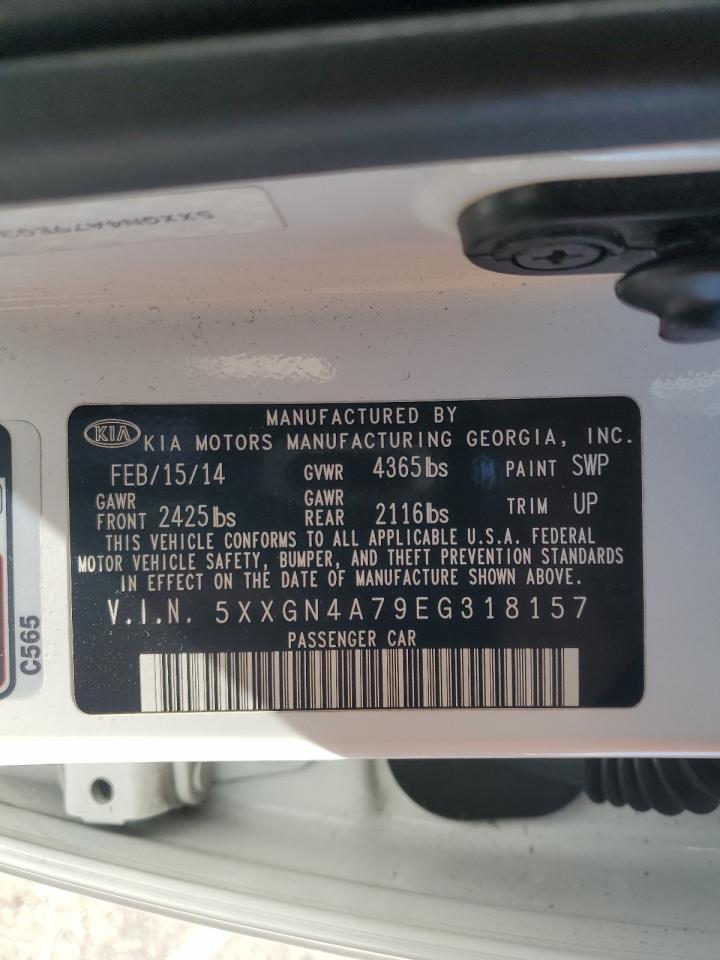 5XXGN4A79EG3
MANUFACTURED BY
KIA KIA MOTORS MANUFACTURING GEORGIA, INC.
FEB/15/14 GVWR 4365lbs PAINT SWP
GAWR FRONT 2425lbs GAWR REAR 2116lbs TRIM UP
THIS VEHICLE CONFORMS TO ALL APPLICABLE U.S.A. FEDERAL
MOTOR VEHICLE SAFETY, BUMPER, AND THEFT PREVENTION STANDARDS
IN EFFECT ON THE DATE OF MANUFACTURE SHOWN ABOVE.
V.I.N. 5XXGN4A79EG318157
PASSENGER CAR
C565